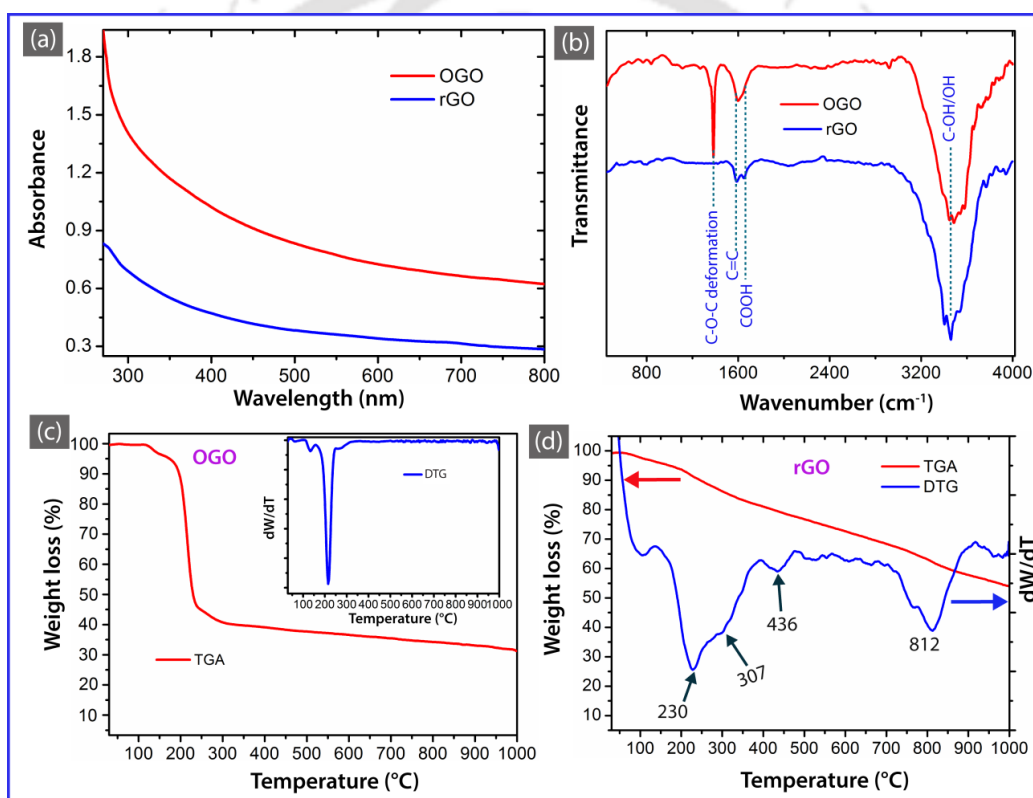 (a)
1.8
1.5
1.2
0.9
0.6
0.3
Absorbance
OGO
rGO
300
400
500
600
700
800
Wavelength (nm)
(b)
Transmittance
OGO
rGO
C-O-C deformation
C=C
COOH
C-OH/OH
800
1600
2400
3200
4000
Wavenumber (cm⁻¹)
(c)
100
90
80
70
60
50
40
30
20
10
Weight loss (%)
OGO
TGA
100
200
300
400
500
600
700
800
900
1000
Temperature (°C)
DTG
dW/dT
100
200
300
400
500
600
700
800
900
1000
Temperature (°C)
(d)
100
90
80
70
60
50
40
30
20
10
Weight loss (%)
rGO
TGA
DTG
436
307
230
812
dW/dT
100
200
300
400
500
600
700
800
900
1000
Temperature (°C)